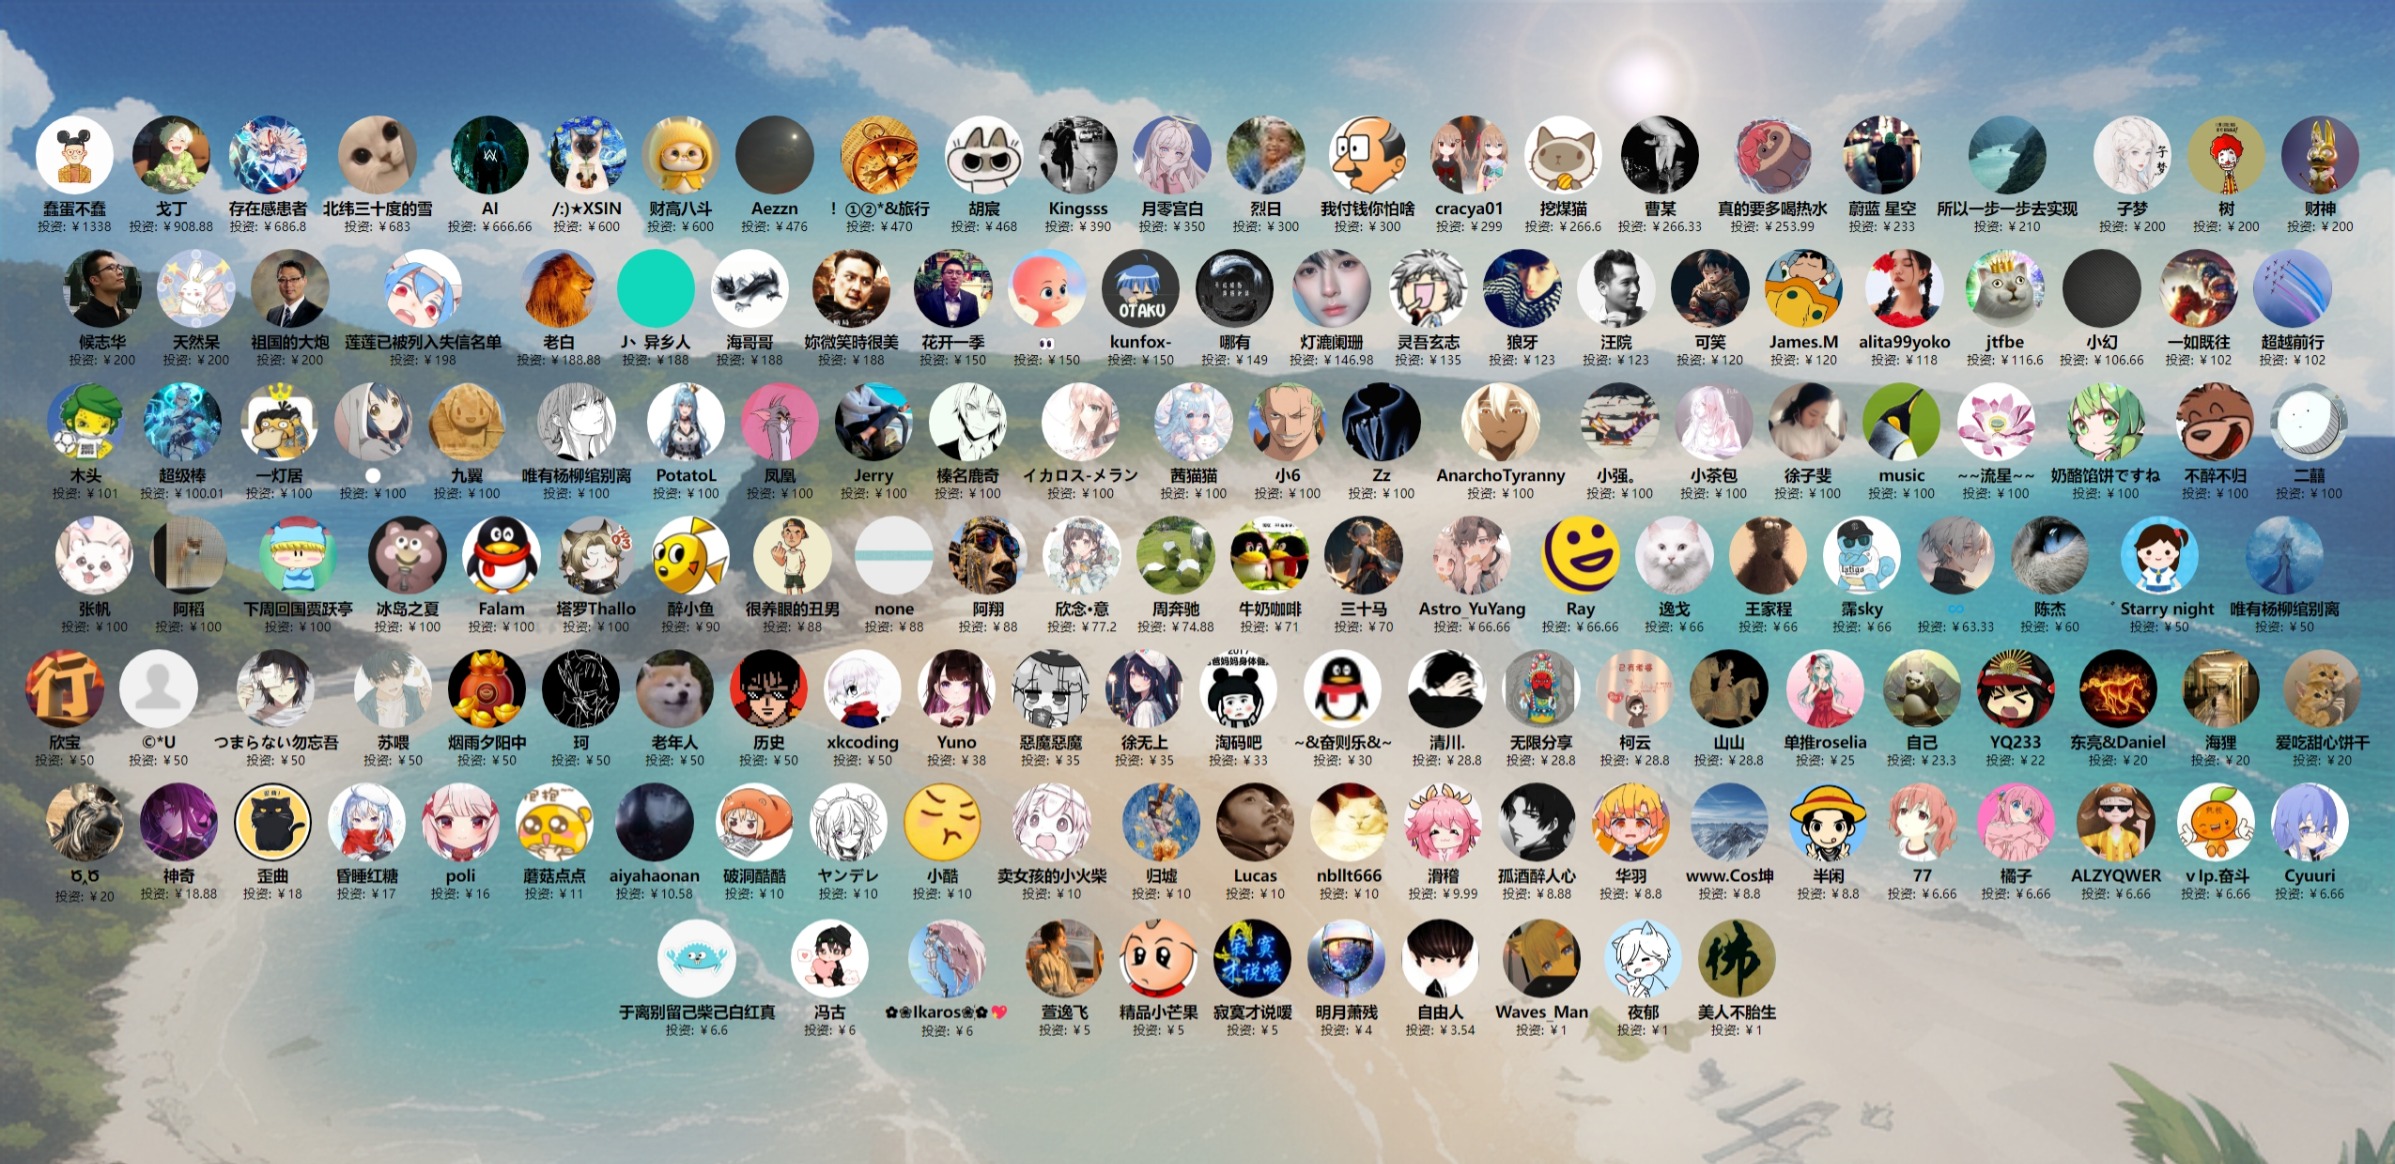 蠢蛋不蠢 戈丁 存在感患者 北纬三十度的雪 AI /:)★XSIN 财高八斗 Aezzn ！①②*&旅行 胡宸 Kingsss 月零宫白 烈日 我付钱你怕啥 cracya01 挖煤猫 曹某 真的要多喝热水 蔚蓝 星空 所以一步一步去实现 子梦 树 财神
投资: ¥1338 投资: ¥908.88 投资: ¥686.8 投资: ¥683 投资: ¥666.66 投资: ¥600 投资: ¥600 投资: ¥476 投资: ¥470 投资: ¥468 投资: ¥390 投资: ¥350 投资: ¥300 投资: ¥300 投资: ¥299 投资: ¥266.6 投资: ¥266.33 投资: ¥253.99 投资: ¥233 投资: ¥210 投资: ¥200 投资: ¥200 投资: ¥200
OTAKU
候志华 天然呆 祖国的大炮 莲莲已被列入失信名单 老白 J丶异乡人 海哥哥 妳微笑時很美 花开一季 kunfox- 哪有 灯漉阑珊 灵吾玄志 狼牙 汪院 可笑 James.M alita99yoko jtfbe 小幻 一如既往 超越前行
投资: ¥200 投资: ¥200 投资: ¥200 投资: ¥198 投资: ¥188.88 投资: ¥188 投资: ¥188 投资: ¥188 投资: ¥150 投资: ¥150 投资: ¥150 投资: ¥149 投资: ¥146.98 投资: ¥135 投资: ¥123 投资: ¥123 投资: ¥120 投资: ¥120 投资: ¥118 投资: ¥116.6 投资: ¥106.66 投资: ¥102 投资: ¥102
木头 超级棒 一灯居 九翼 唯有杨柳绾别离 PotatoL 凤凰 Jerry 榛名鹿奇 イカロス-メラン 茜猫猫 小6 Zz AnarchoTyranny 小强。 小茶包 徐子斐 music ~~流星~~ 奶酪馅饼ですね 不醉不归 二囍
投资: ¥101 投资: ¥100.01 投资: ¥100 投资: ¥100 投资: ¥100 投资: ¥100 投资: ¥100 投资: ¥100 投资: ¥100 投资: ¥100 投资: ¥100 投资: ¥100 投资: ¥100 投资: ¥100 投资: ¥100 投资: ¥100 投资: ¥100 投资: ¥100 投资: ¥100 投资: ¥100 投资: ¥100 投资: ¥100 投资: ¥100
张帆 阿稻 下周回国贾跃亭 冰岛之夏 Falam 塔罗Thallo 醉小鱼 很养眼的丑男 none 阿翔 欣念·意 周奔驰 牛奶咖啡 三十马 Astro_YuYang Ray 逸戈 王家程 霈sky ∞ 陈杰 ゛Starry night 唯有杨柳绾别离
投资: ¥100 投资: ¥100 投资: ¥100 投资: ¥100 投资: ¥100 投资: ¥100 投资: ¥90 投资: ¥88 投资: ¥88 投资: ¥88 投资: ¥77.2 投资: ¥74.88 投资: ¥71 投资: ¥70 投资: ¥66.66 投资: ¥66.66 投资: ¥66 投资: ¥66 投资: ¥66 投资: ¥63.33 投资: ¥60 投资: ¥50 投资: ¥50
行
欣宝 ©*U つまらない勿忘吾 苏喂 烟雨夕阳中 珂 老年人 历史 xkcoding Yuno 惡魔惡魔 徐无上 淘码吧 ~&奋则乐&~ 清川. 无限分享 柯云 山山 单推roselia 自己 YQ233 东亮&Daniel 海狸 爱吃甜心饼干
投资: ¥50 投资: ¥50 投资: ¥50 投资: ¥50 投资: ¥50 投资: ¥50 投资: ¥50 投资: ¥50 投资: ¥50 投资: ¥38 投资: ¥35 投资: ¥35 投资: ¥33 投资: ¥30 投资: ¥28.8 投资: ¥28.8 投资: ¥28.8 投资: ¥28.8 投资: ¥25 投资: ¥23.3 投资: ¥22 投资: ¥20 投资: ¥20 投资: ¥20
抱抱
Ծ‸Ծ 神奇 歪曲 昏睡红糖 poli 蘑菇点点 aiyahaonan 破洞酷酷 ヤンデレ 小酷 卖女孩的小火柴 归墟 Lucas nbllt666 滑稽 孤酒醉人心 华羽 www.Cos坤 半闲 77 橘子 ALZYQWER v Ip.奋斗 Cyuuri
投资: ¥20 投资: ¥18.88 投资: ¥18 投资: ¥17 投资: ¥16 投资: ¥11 投资: ¥10.58 投资: ¥10 投资: ¥10 投资: ¥10 投资: ¥10 投资: ¥10 投资: ¥10 投资: ¥10 投资: ¥9.99 投资: ¥8.88 投资: ¥8.8 投资: ¥8.8 投资: ¥8.8 投资: ¥6.66 投资: ¥6.66 投资: ¥6.66 投资: ¥6.66 投资: ¥6.66
寂寞
才说嗳
佛
于离别留己柴己白红真 冯古 ✿❀Ikaros❀✿💖 萱逸飞 精品小芒果 寂寞才说嗳 明月萧残 自由人 Waves_Man 夜郁 美人不胎生
投资: ¥6.6 投资: ¥6 投资: ¥6 投资: ¥5 投资: ¥5 投资: ¥5 投资: ¥4 投资: ¥3.54 投资: ¥1 投资: ¥1 投资: ¥1